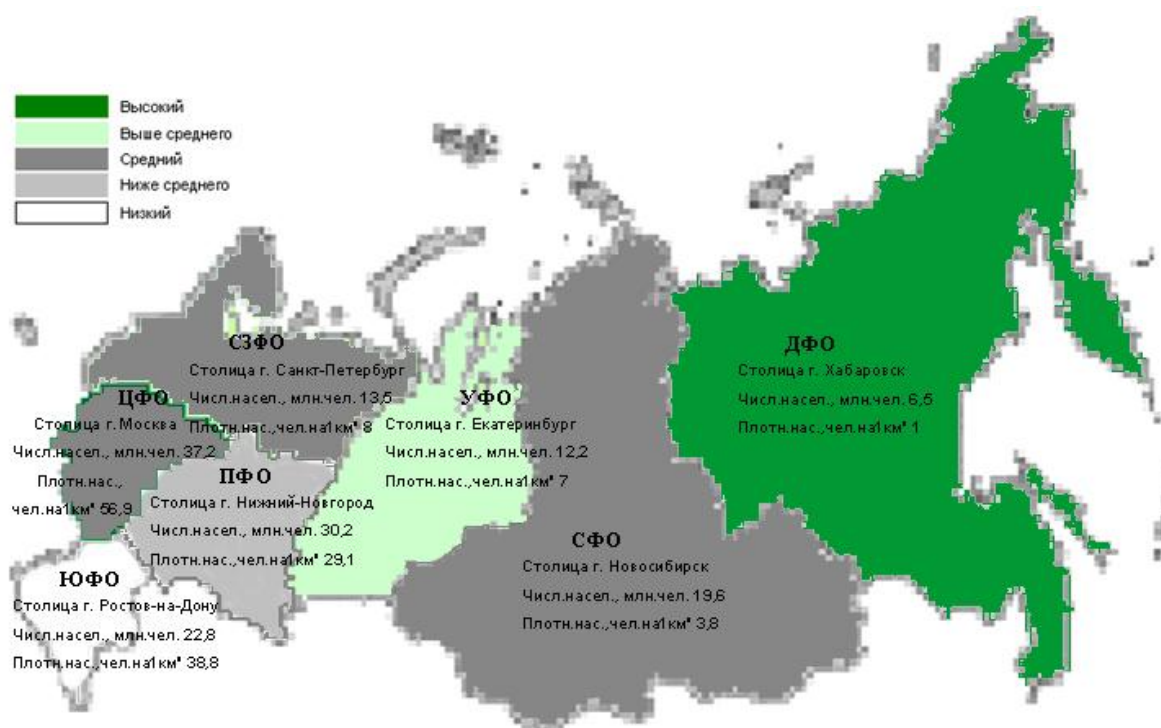 Высокий
Выше среднего
Средний
Ниже среднего
Низкий
СЗФО
Столица г. Санкт-Петербург
Числ.насел., млн.чел. 13,5
Плотн.нас.,чел.на1км² 8
ЦФО
Столица г. Москва
Числ.насел., млн.чел. 37,2
Плотн.нас.,
чел.на1км² 56,9
УФО
Столица г. Екатеринбург
Числ.насел., млн.чел. 12,2
Плотн.нас.,чел.на1км² 7
ДФО
Столица г. Хабаровск
Числ.насел., млн.чел. 6,5
Плотн.нас.,чел.на1км² 1
ПФО
Столица г. Нижний-Новгород
Числ.насел., млн.чел. 30,2
Плотн.нас.,чел.на1км² 29,1
СФО
Столица г. Новосибирск
Числ.насел., млн.чел. 19,6
Плотн.нас.,чел.на1км² 3,8
ЮФО
Столица г. Ростов-на-Дону
Числ.насел., млн.чел. 22,8
Плотн.нас.,чел.на1км² 38,8